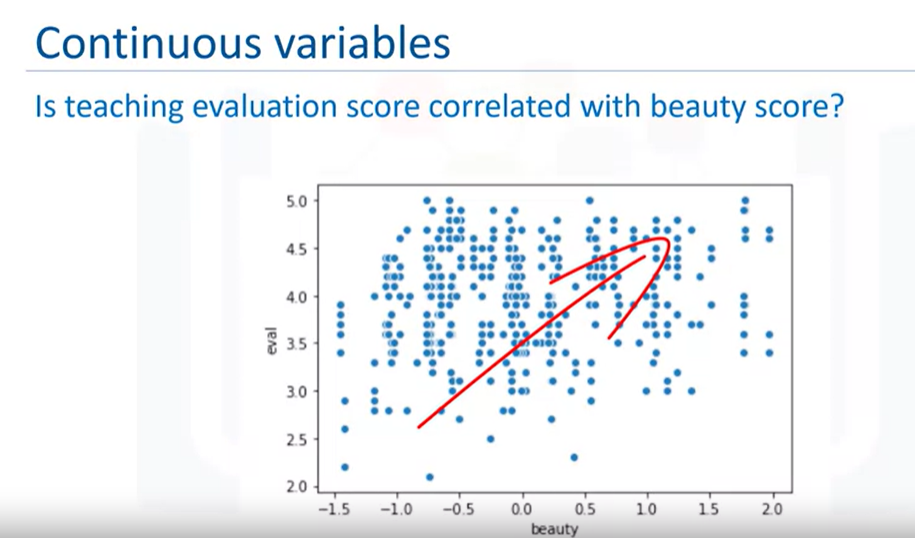 Continuous variables
Is teaching evaluation score correlated with beauty score?
5.0
4.5
4.0
3.5
3.0
2.5
2.0
eval
−1.5 −1.0 −0.5 0.0 0.5 1.0 1.5 2.0
beauty